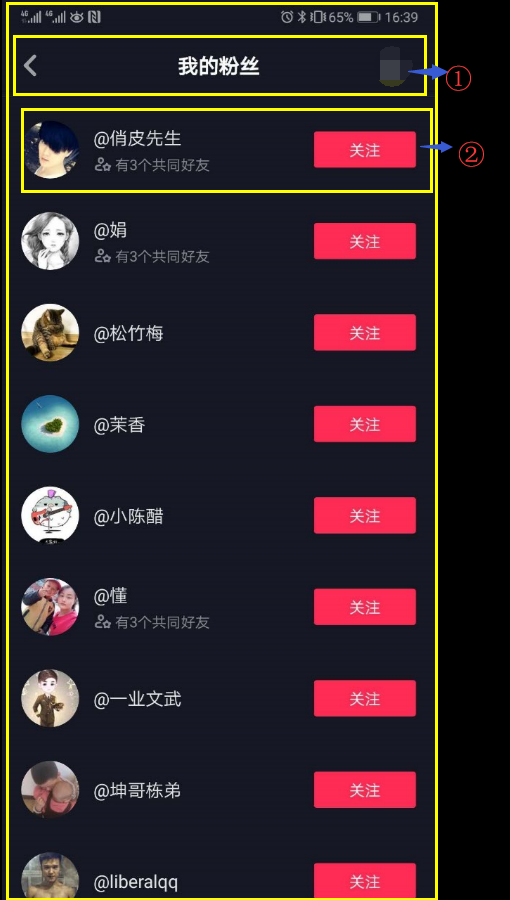 4G 4G 65% 16:39
我的粉丝
①
@俏皮先生
有3个共同好友
关注
②
@娟
有3个共同好友
关注
@松竹梅
关注
@茉香
关注
@小陈醋
关注
@懂
有3个共同好友
关注
@一业文武
关注
@坤哥栋弟
关注
@liberalqq
关注